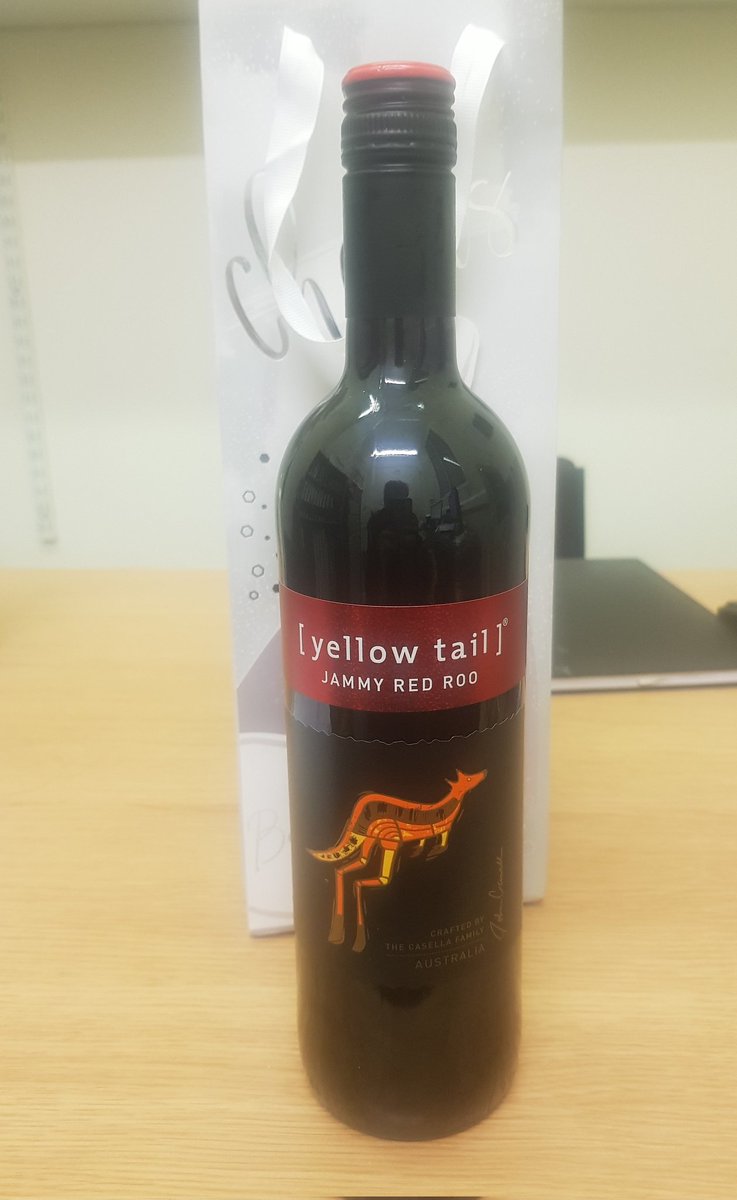 [ yellow tail ]®
JAMMY RED ROO
CRAFTED BY
THE CASELLA FAMILY
AUSTRALIA